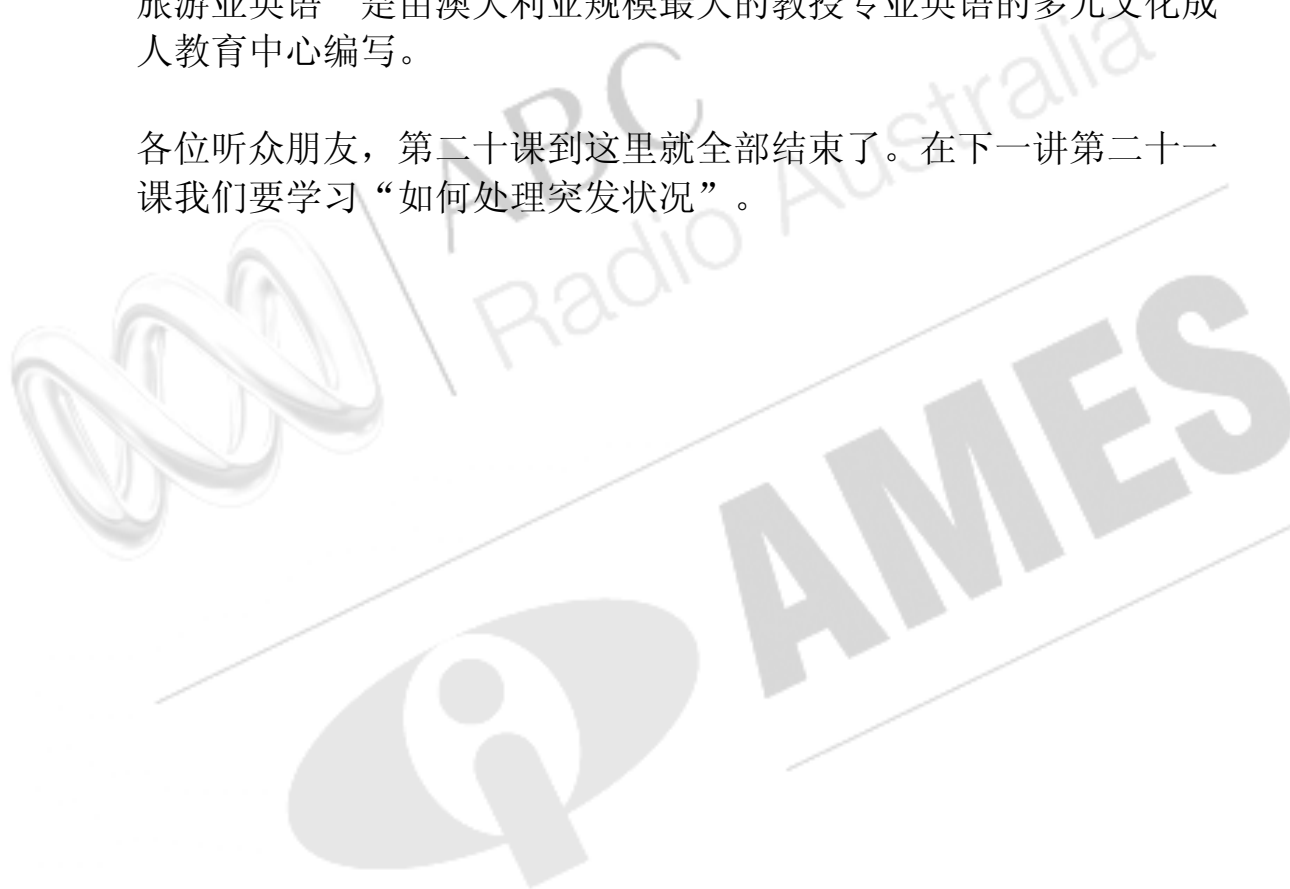 旅游业英语”是由澳大利亚规模最大的教授专业英语的多元文化成
人教育中心编写。
各位听众朋友，第二十课到这里就全部结束了。在下一讲第二十一
课我们要学习“如何处理突发状况”。
ABC
Radio Australia
AMES